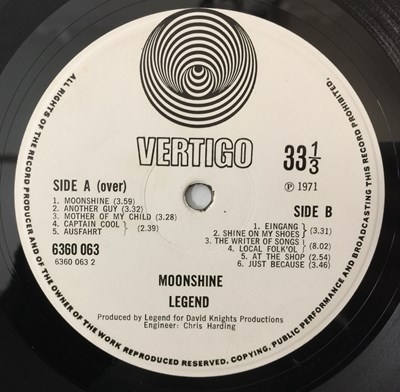 ALL RIGHTS OF THE RECORD PRODUCER AND OF THE OWNER OF THE WORK REPRODUCED RESERVED. COPYING, PUBLIC PERFORMANCE AND BROADCASTING THIS RECORD PROHIBITED.
VERTIGO
33 1/3
SIDE A (over)
℗ 1971
1. MOONSHINE (3.59)
2. ANOTHER GUY (3.32)
3. MOTHER OF MY CHILD (3.28)
4. CAPTAIN COOL } (2.39)
5. AUSFAHRT
6360 063
6360 063 2
SIDE B
1. EINGANG } (3.31)
2. SHINE ON MY SHOES
3. THE WRITER OF SONGS } (8.02)
4. LOCAL FOLK'OL
5. AT THE SHOP (2.54)
6. JUST BECAUSE (3.46)
MOONSHINE
LEGEND
Produced by Legend for David Knights Productions
Engineer: Chris Harding